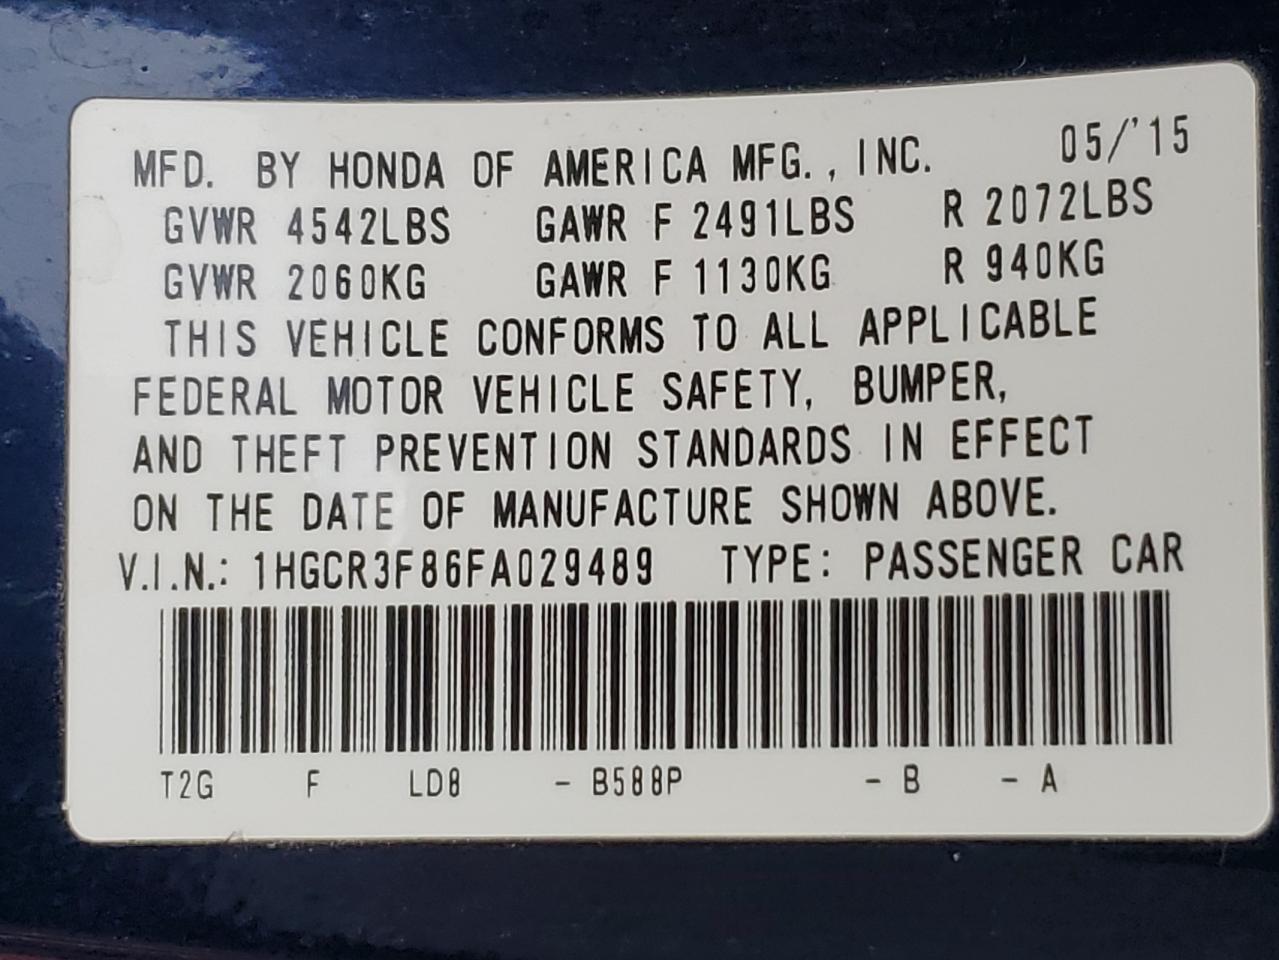 MFD. BY HONDA OF AMERICA MFG., INC. 05/'15
GVWR 4542LBS GAWR F 2491LBS R 2072LBS
GVWR 2060KG GAWR F 1130KG R 940KG
THIS VEHICLE CONFORMS TO ALL APPLICABLE
FEDERAL MOTOR VEHICLE SAFETY, BUMPER,
AND THEFT PREVENTION STANDARDS IN EFFECT
ON THE DATE OF MANUFACTURE SHOWN ABOVE.
V.I.N.: 1HGCR3F86FA029489 TYPE: PASSENGER CAR
T2G F LD8 - B588P - B - A